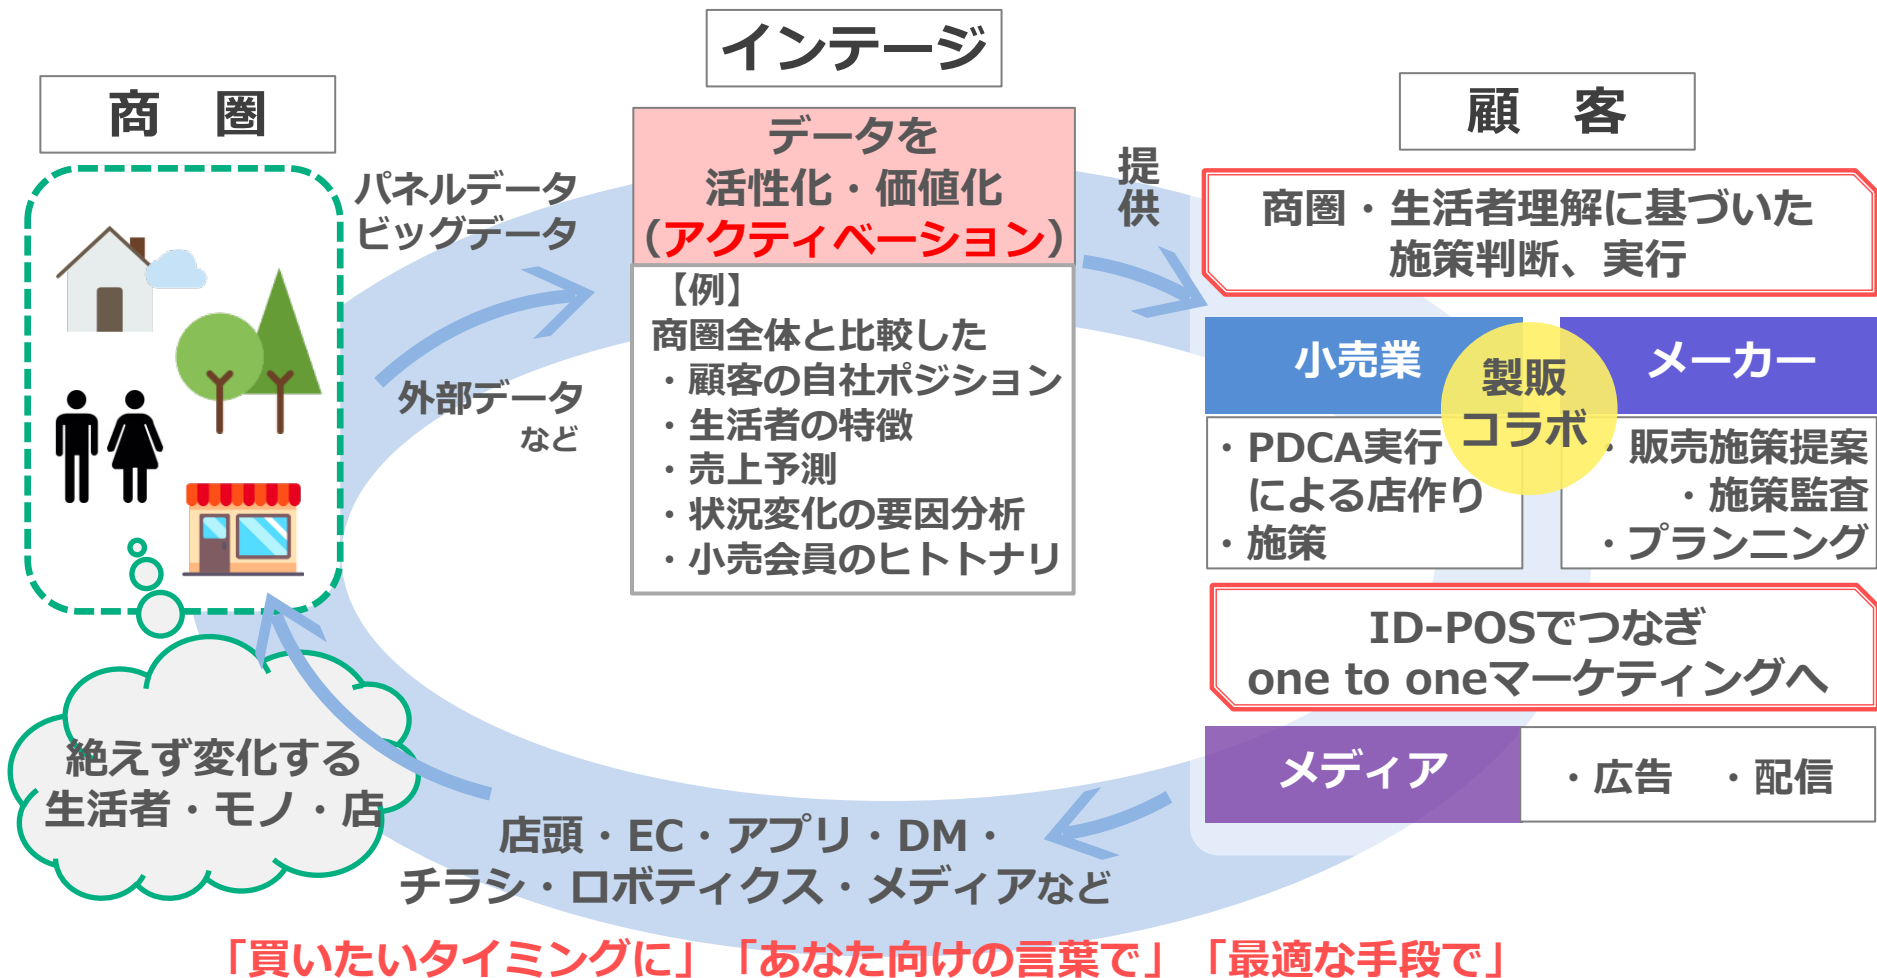 インテージ
商　圏
顧　客
データを
活性化・価値化
（アクティベーション）
パネルデータ
ビッグデータ
外部データ
など
【例】
商圏全体と比較した
・顧客の自社ポジション
・生活者の特徴
・売上予測
・状況変化の要因分析
・小売会員のヒトトナリ
提供
商圏・生活者理解に基づいた
施策判断、実行
小売業
製販
コラボ
メーカー
・PDCA実行
による店作り
・施策
・販売施策提案
・施策監査
・プランニング
ID-POSでつなぎ
one to oneマーケティングへ
メディア
・広告　・配信
絶えず変化する
生活者・モノ・店
店頭・EC・アプリ・DM・
チラシ・ロボティクス・メディアなど
「買いたいタイミングに」「あなた向けの言葉で」「最適な手段で」